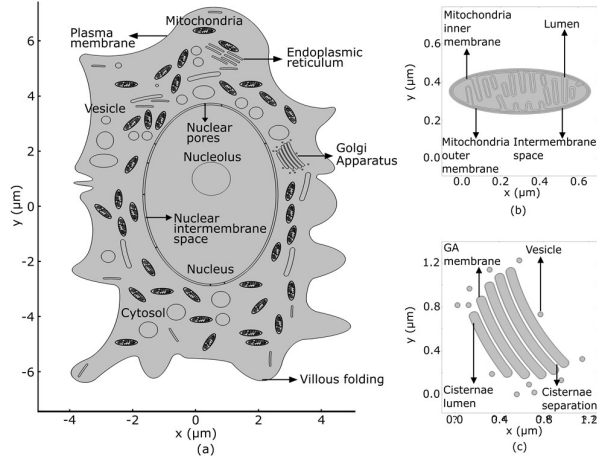 6
4
2
0
-2
-4
-6
y (μm)
-4
-2
0
2
4
x (μm)
(a)
Mitochondria
Plasma
membrane
Endoplasmic
reticulum
Vesicle
Nuclear
pores
Nucleolus
Golgi
Apparatus
Nuclear
intermembrane
space
Nucleus
Cytosol
Villous folding
Mitochondria
inner
membrane
Lumen
0.6
0.4
0.2
0.0
y (μm)
Mitochondria
outer
membrane
Intermembrane
space
0.0
0.2
0.4
0.6
x (μm)
(b)
GA
membrane
Vesicle
1.2
0.8
0.4
0.0
y (μm)
Cisternae
lumen
Cisternae
separation
0.0
0.4
0.8
1.2
x (μm)
(c)